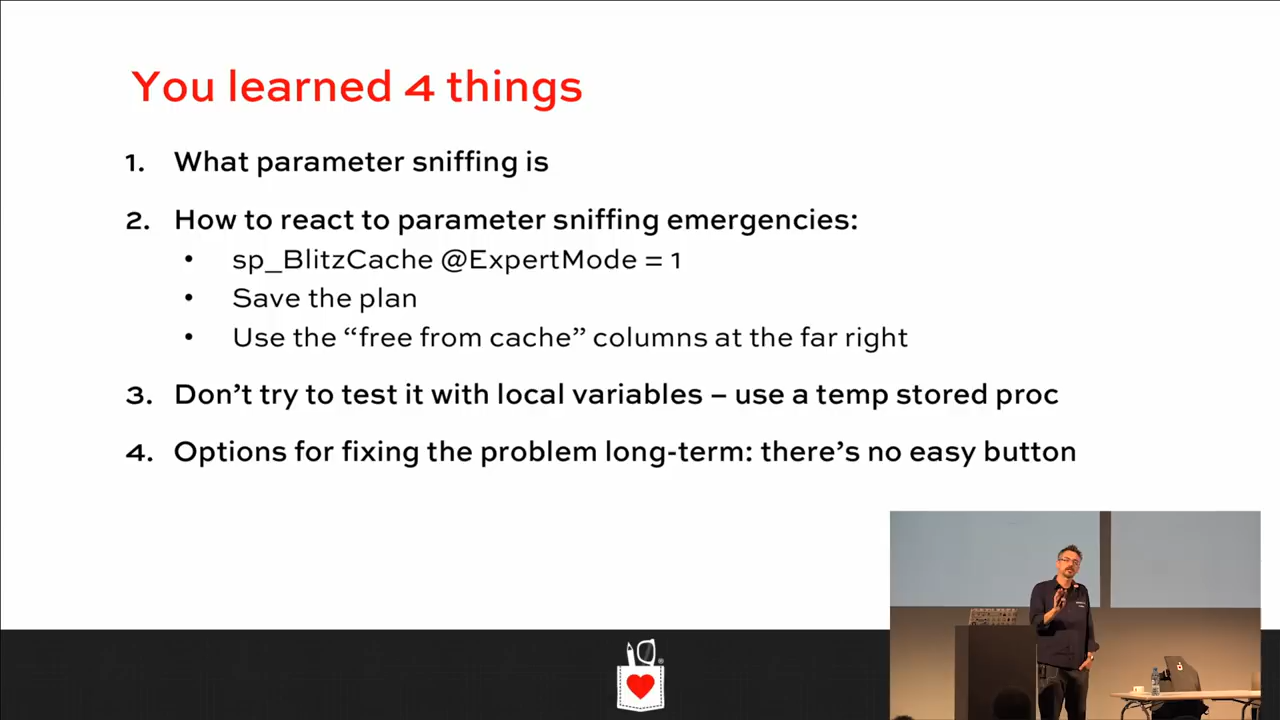 You learned 4 things
1. What parameter sniffing is
2. How to react to parameter sniffing emergencies:
• sp_BlitzCache @ExpertMode = 1
• Save the plan
• Use the “free from cache” columns at the far right
3. Don’t try to test it with local variables – use a temp stored proc
4. Options for fixing the problem long-term: there’s no easy button
®